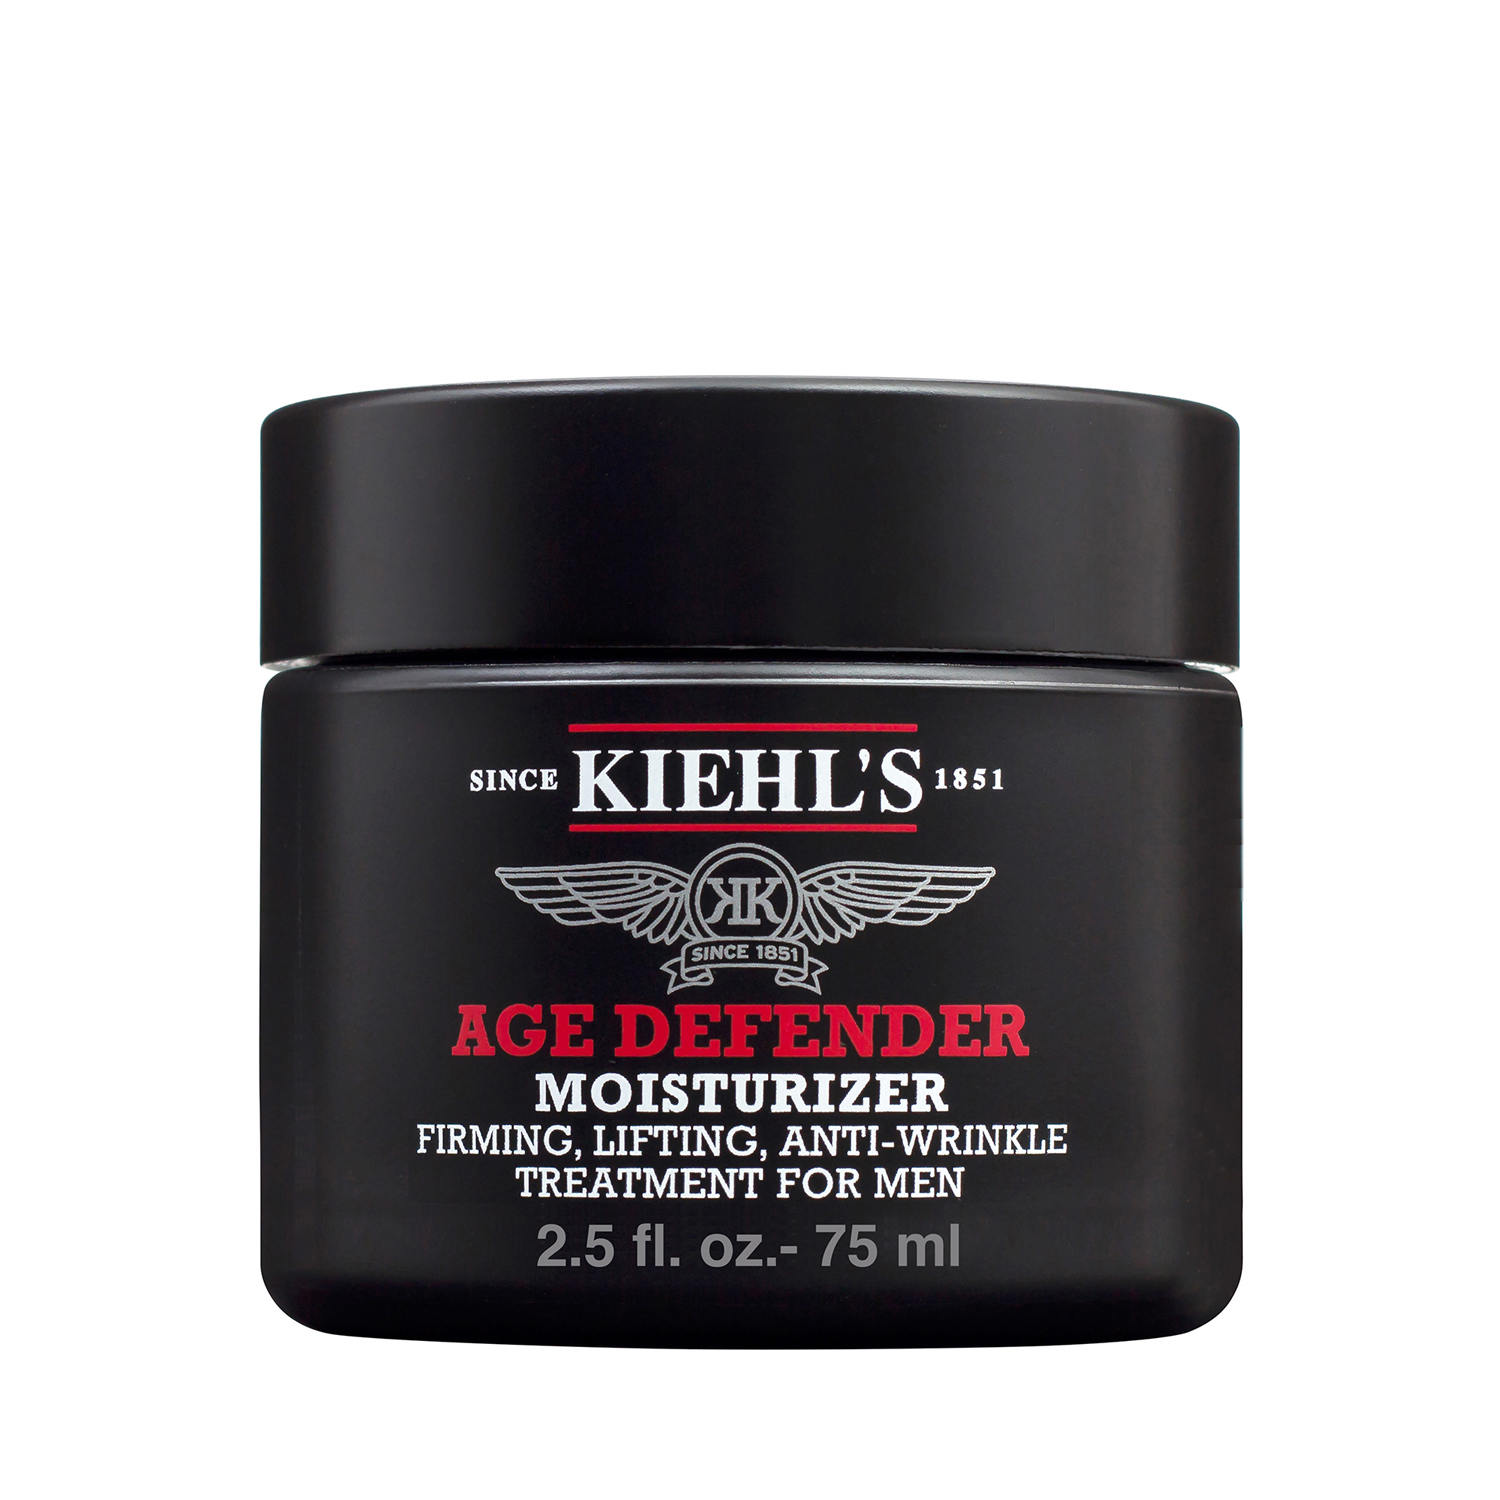 SINCE KIEHL'S 1851
KK
SINCE 1851
AGE DEFENDER
MOISTURIZER
FIRMING, LIFTING, ANTI-WRINKLE
TREATMENT FOR MEN
2.5 fl. oz.- 75 ml